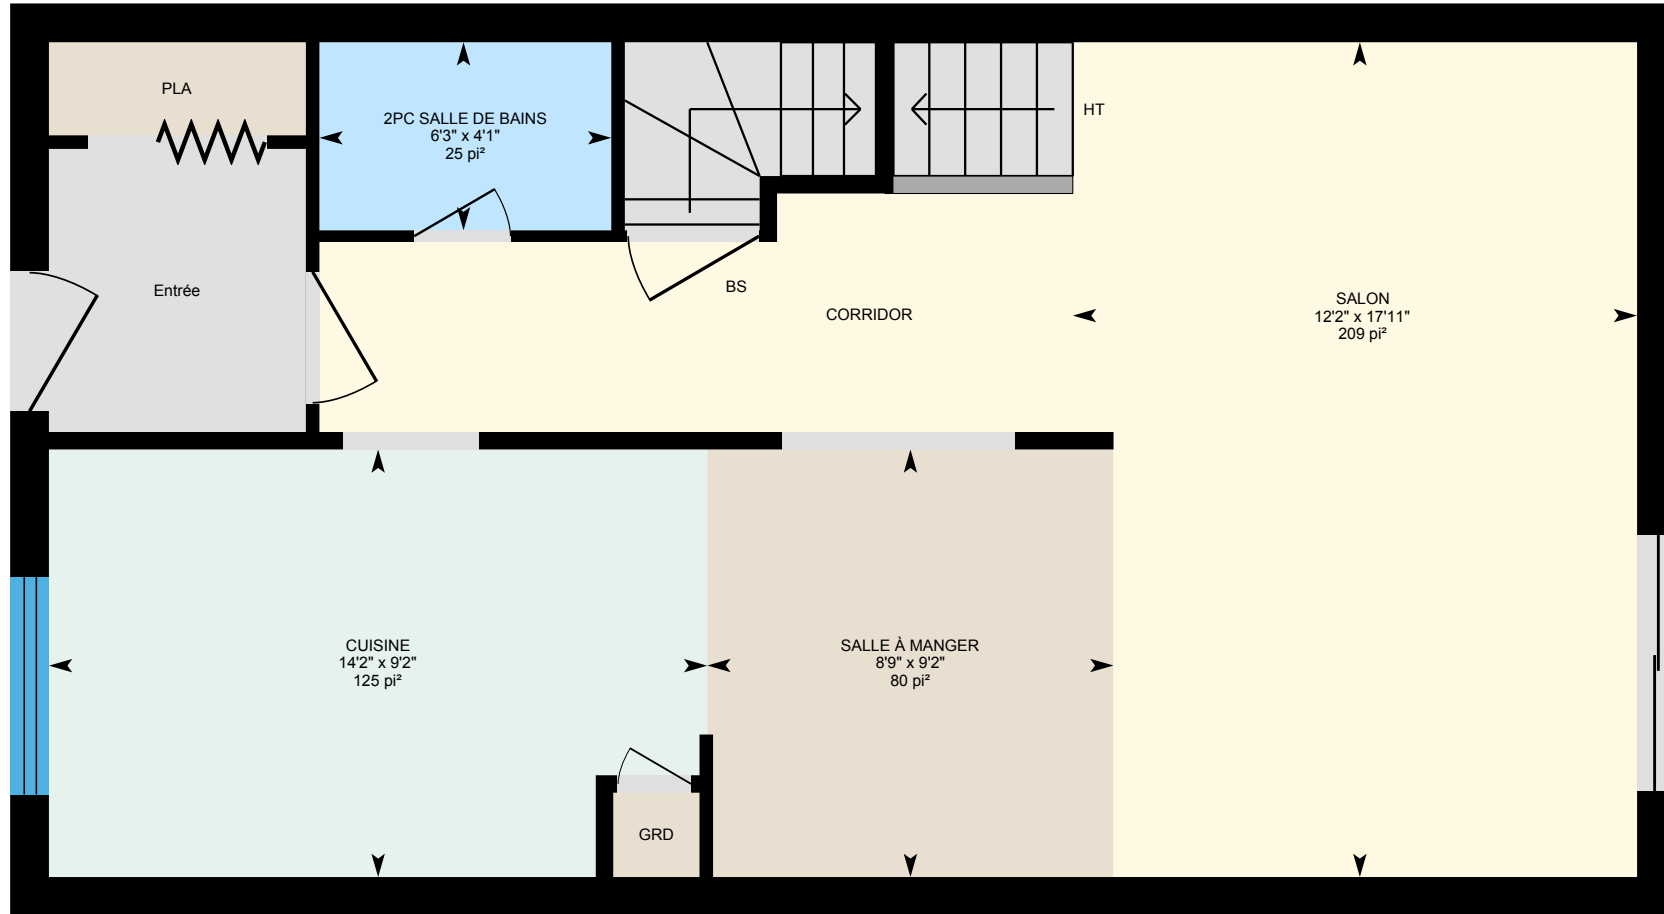 PLA
2PC SALLE DE BAINS
6'3" x 4'1"
25 pi²
HT
Entrée
BS
CORRIDOR
SALON
12'2" x 17'11"
209 pi²
CUISINE
14'2" x 9'2"
125 pi²
SALLE À MANGER
8'9" x 9'2"
80 pi²
GRD